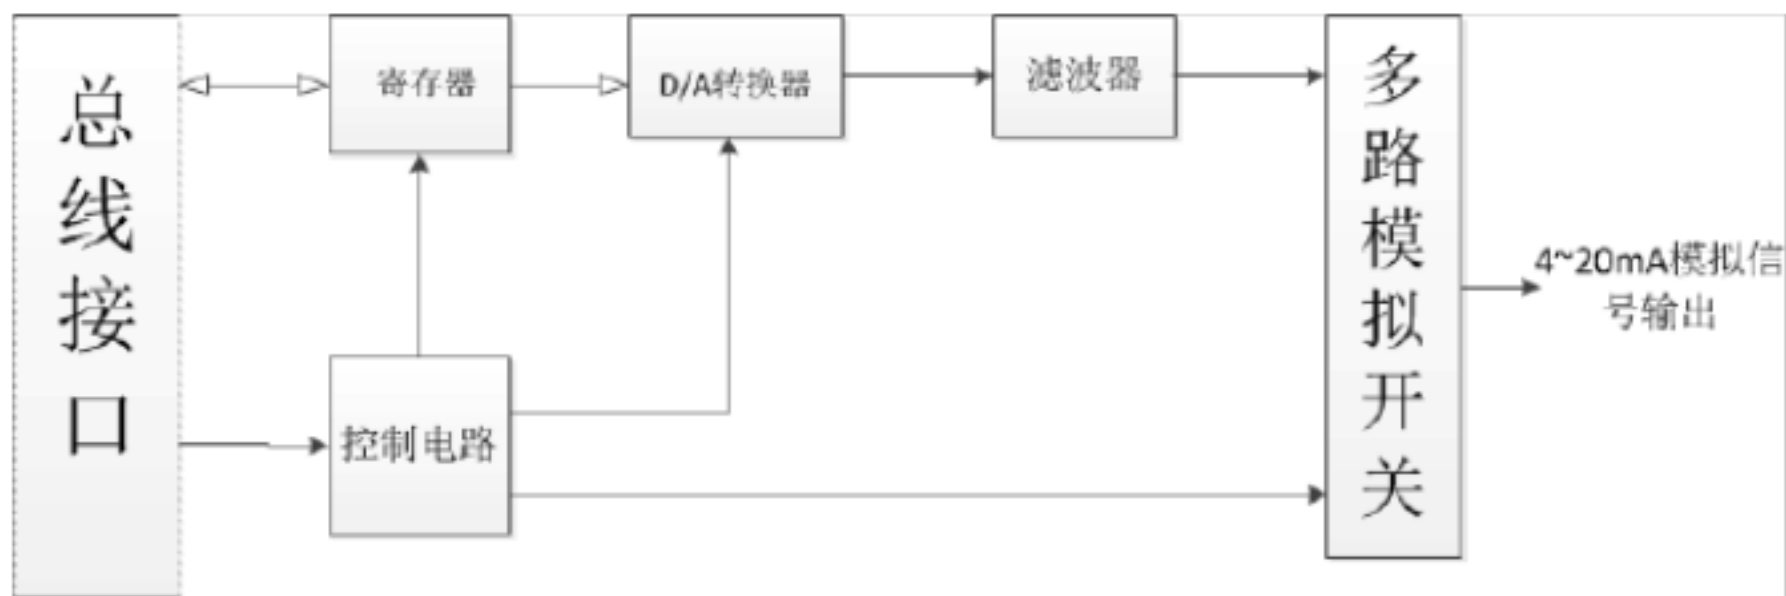 总线接口
寄存器
D/A转换器
滤波器
多路模拟开关
控制电路
4~20mA模拟信
号输出